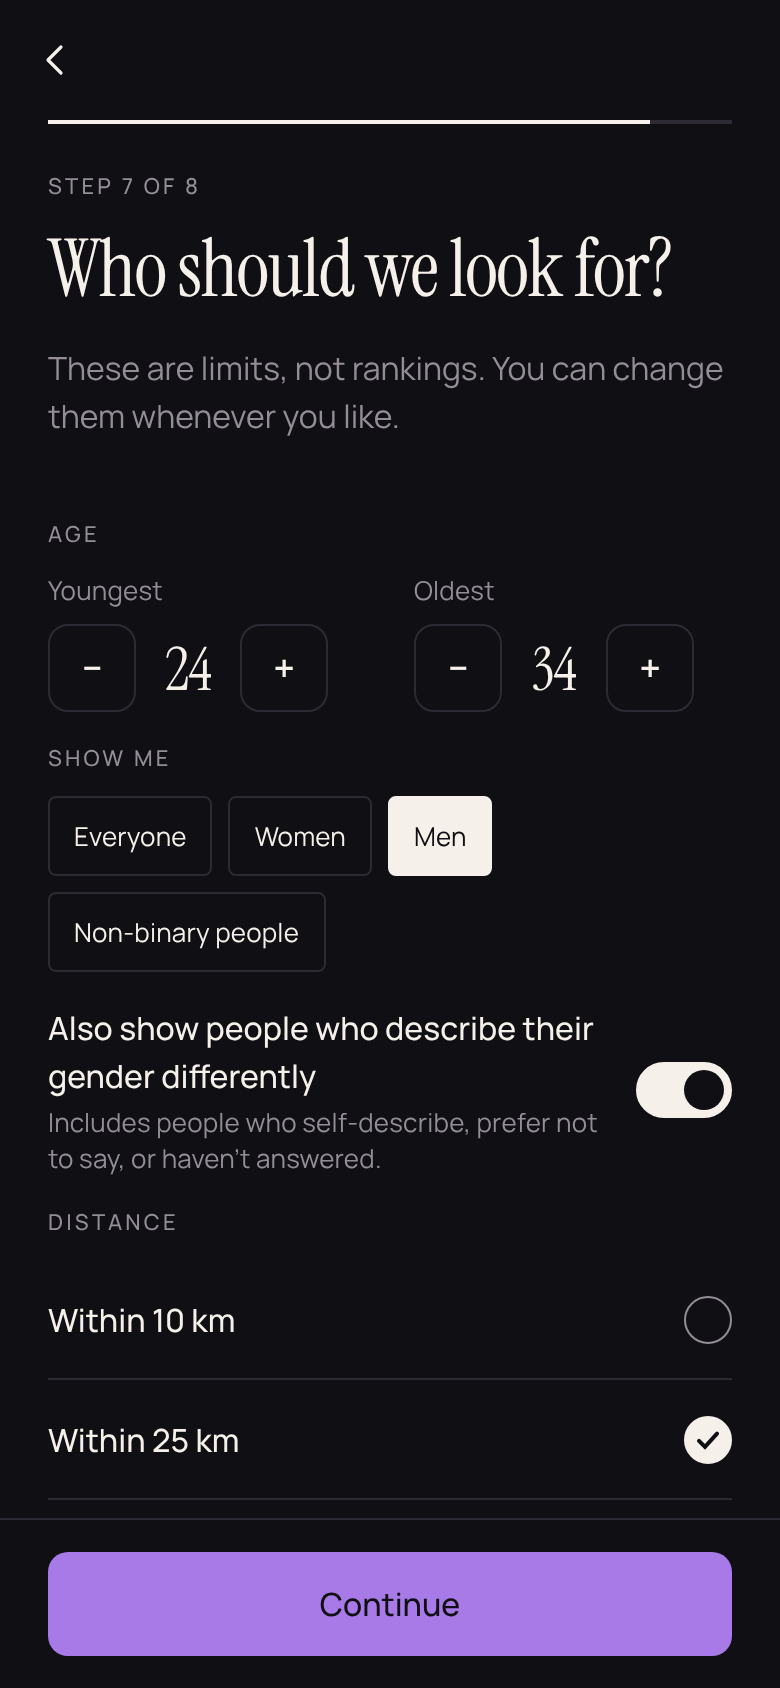 STEP 7 OF 8
Who should we look for?
These are limits, not rankings. You can change
them whenever you like.
AGE
Youngest
Oldest
− 24 +
− 34 +
SHOW ME
Everyone
Women
Men
Non-binary people
Also show people who describe their
gender differently
Includes people who self-describe, prefer not
to say, or haven’t answered.
DISTANCE
Within 10 km
Within 25 km
Continue